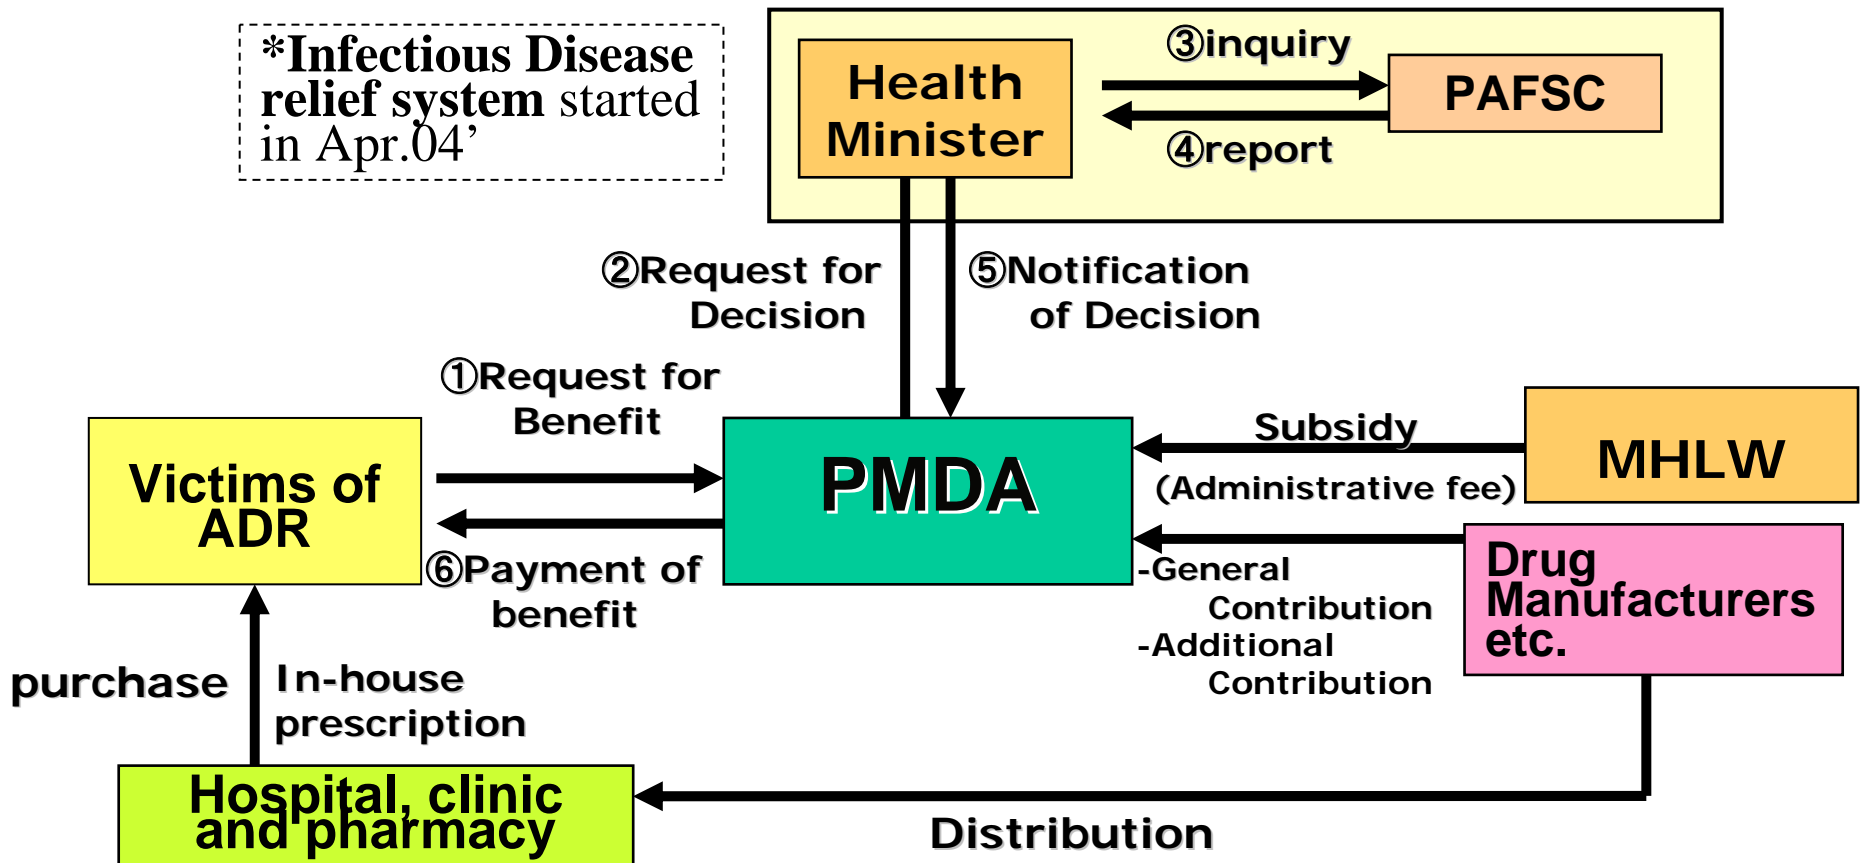 *Infectious Disease
relief system started
in Apr.04’
Health
Minister
③inquiry
④report
PAFSC
②Request for
Decision
⑤Notification
of Decision
①Request for
Benefit
Victims of
ADR
⑥Payment of
benefit
PMDA
Subsidy
(Administrative fee)
MHLW
-General
Contribution
-Additional
Contribution
Drug
Manufacturers
etc.
purchase
In-house
prescription
Hospital, clinic
and pharmacy
Distribution